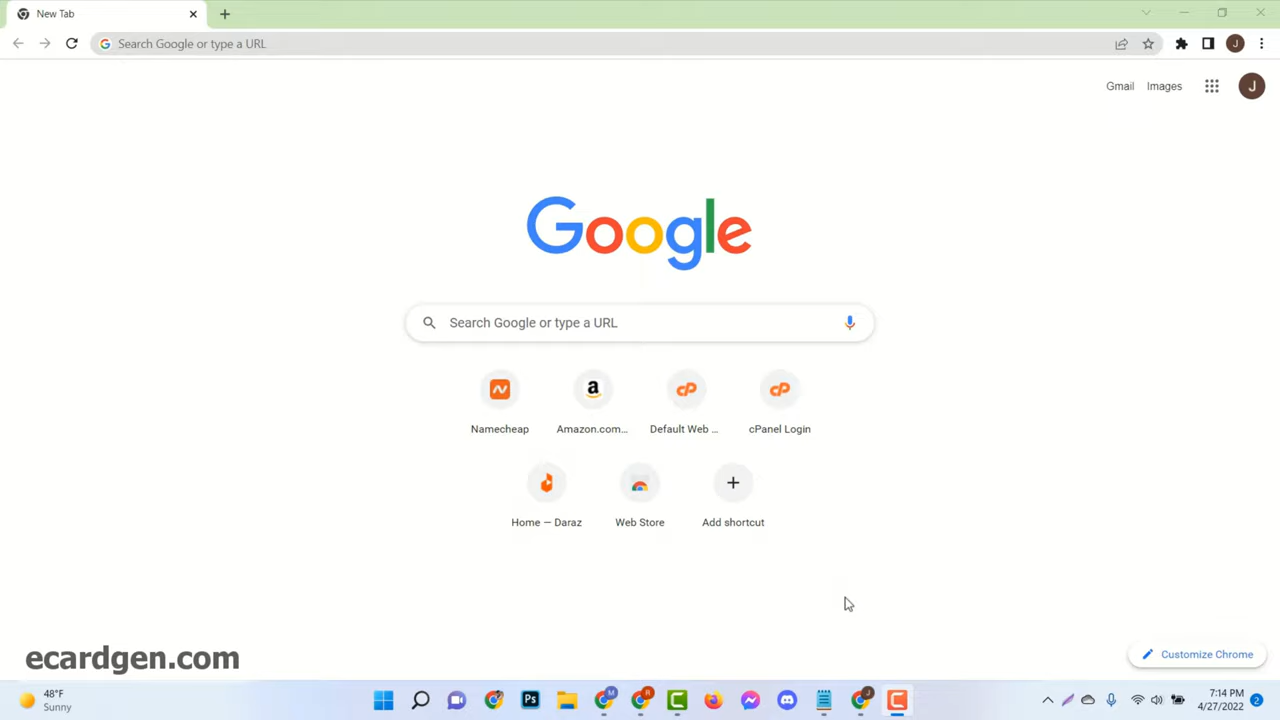 New Tab
Search Google or type a URL
Gmail Images
J
Google
Search Google or type a URL
Namecheap
Amazon.com...
Default Web ...
cPanel Login
Home — Daraz
Web Store
Add shortcut
ecardgen.com
Customize Chrome
48°F
Sunny
7:14 PM
4/27/2022
2